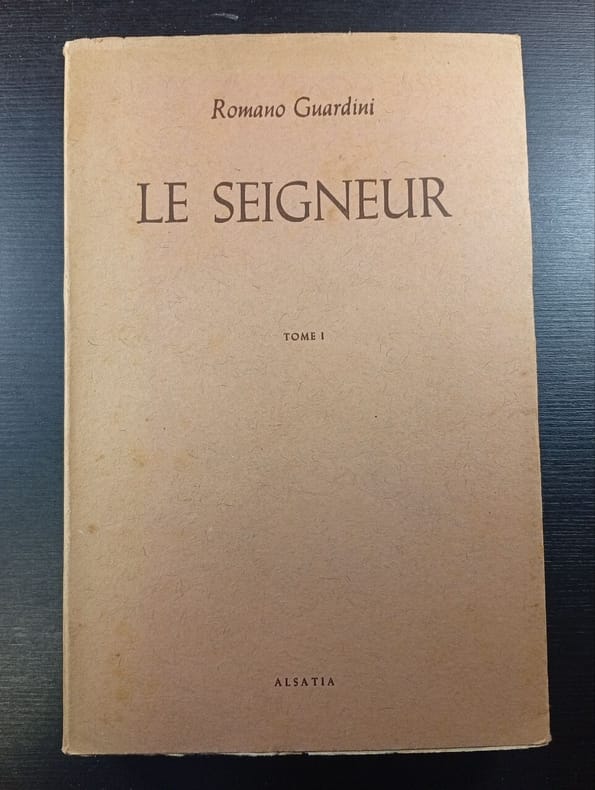 Romano Guardini
LE SEIGNEUR
TOME I
ALSATIA